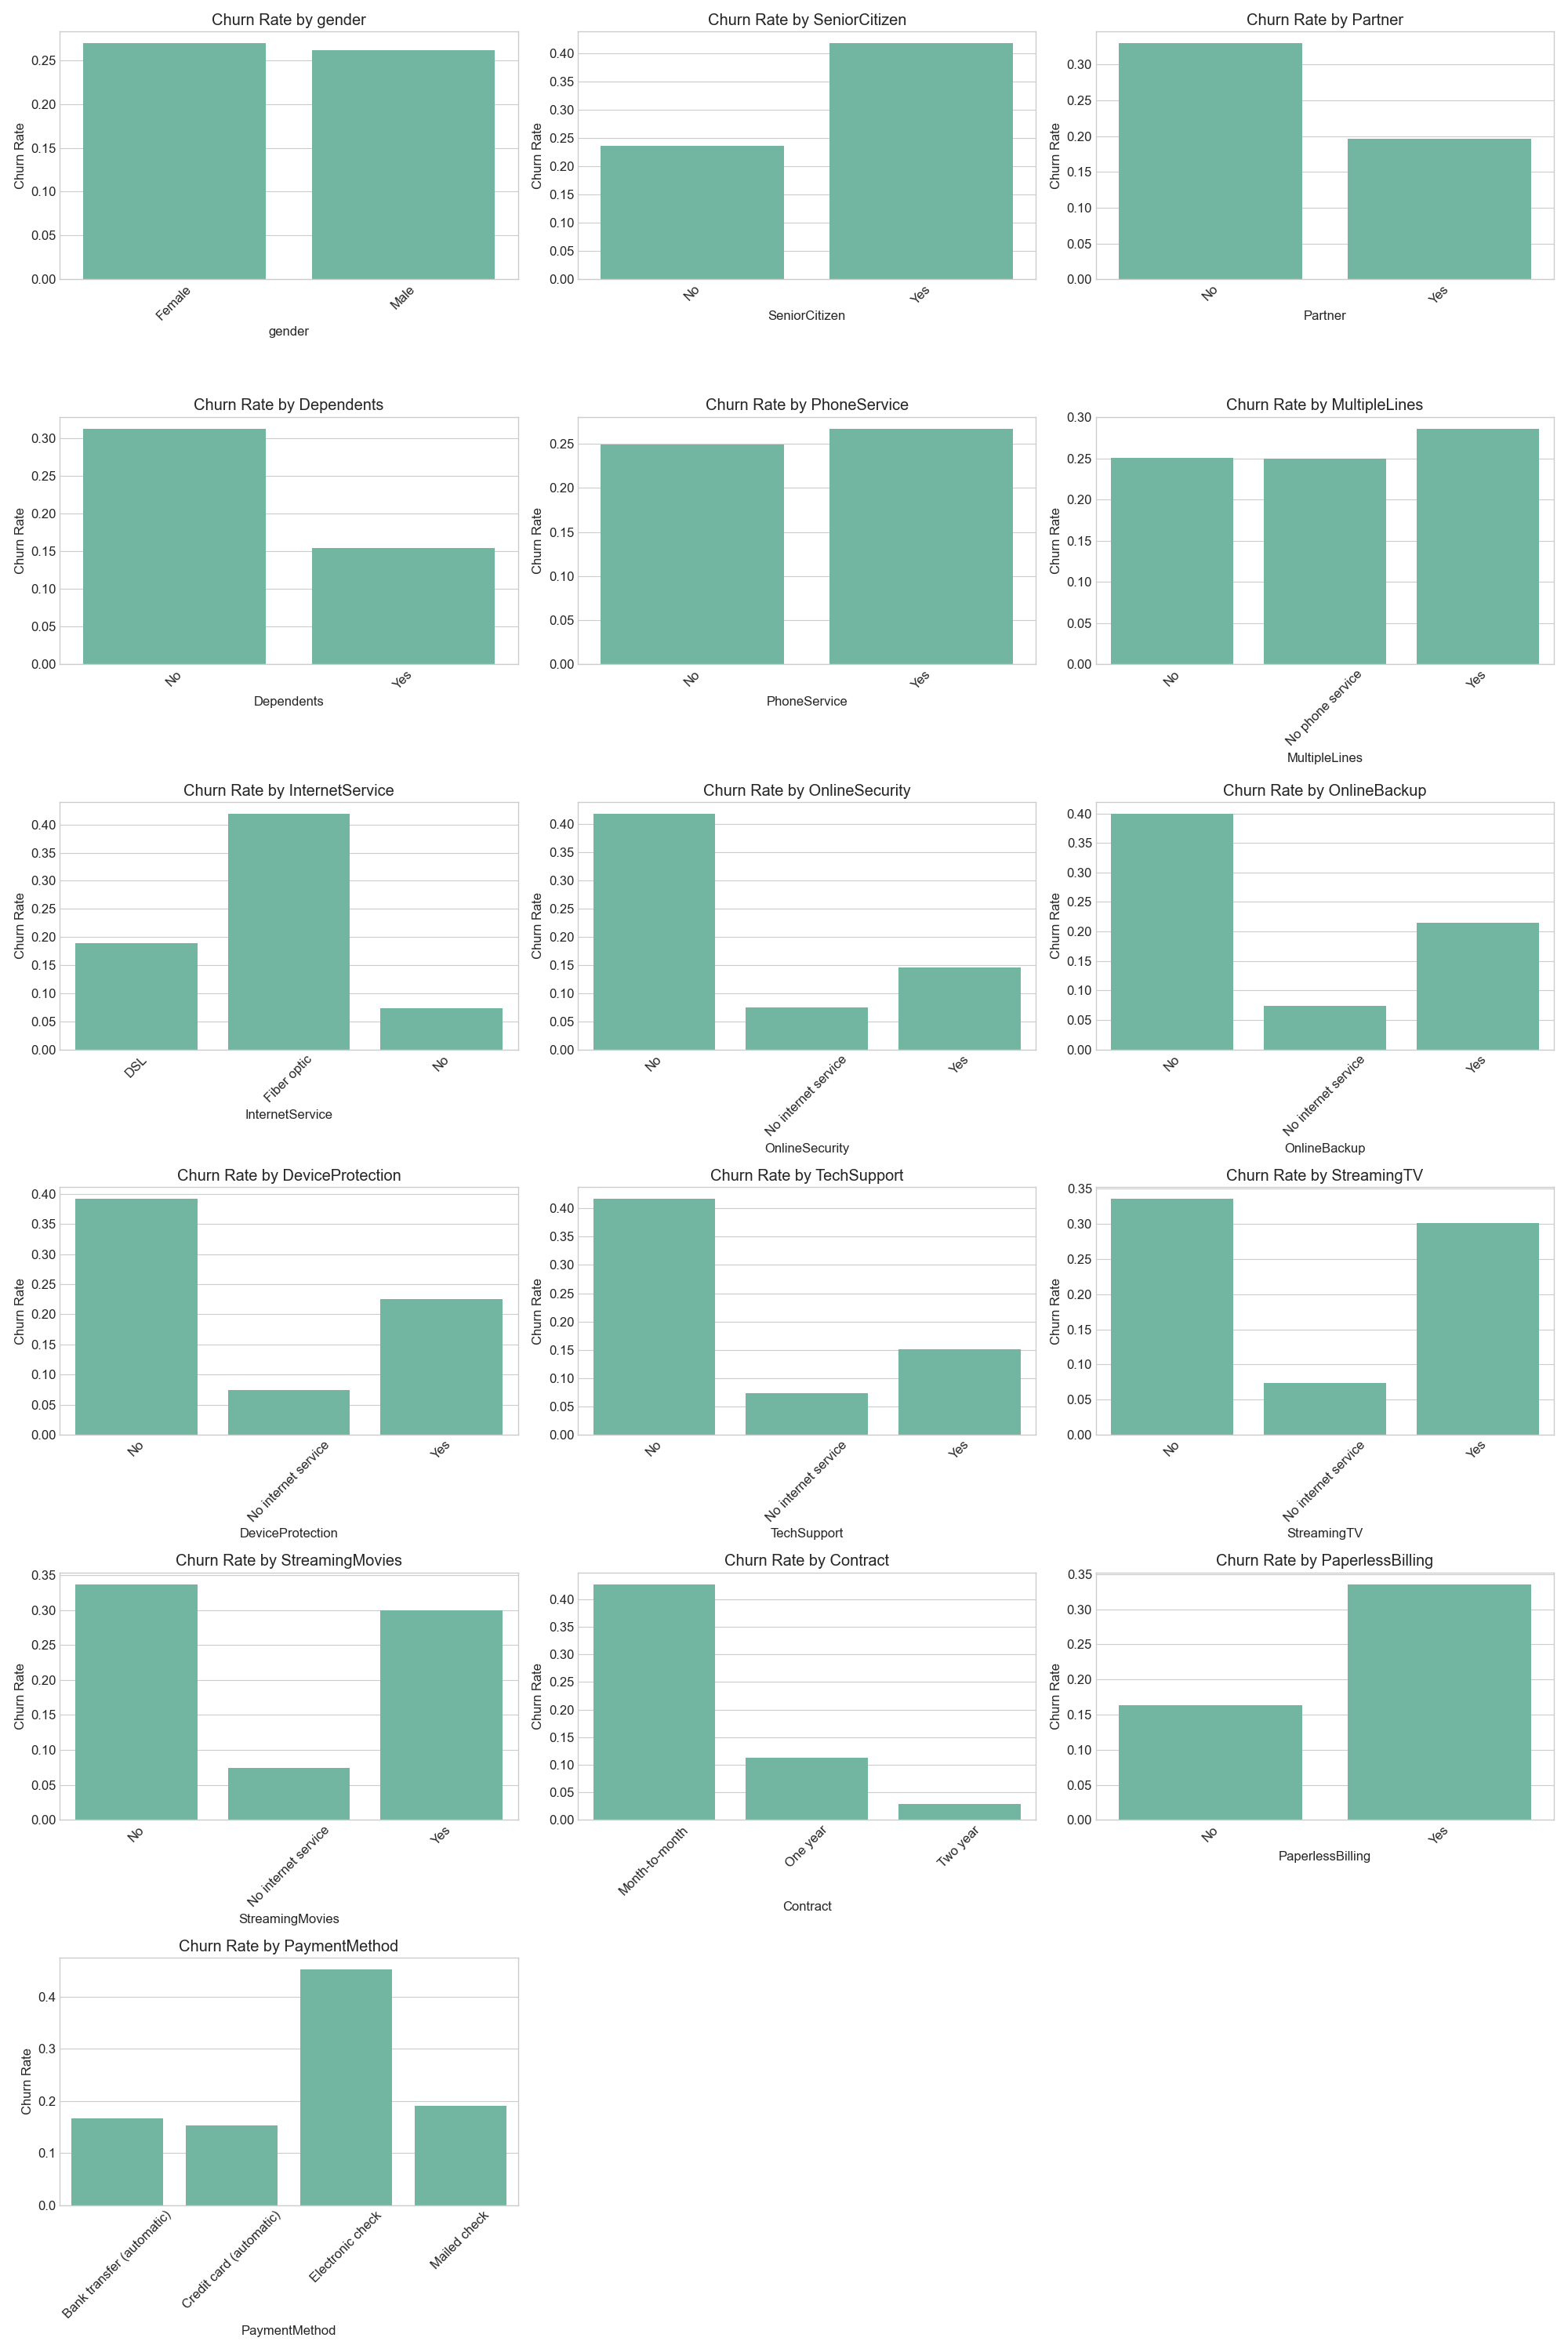 Churn Rate by gender
Churn Rate
0.25
0.20
0.15
0.10
0.05
0.00
Female
Male
gender
Churn Rate by SeniorCitizen
Churn Rate
0.40
0.35
0.30
0.25
0.20
0.15
0.10
0.05
0.00
No
Yes
SeniorCitizen
Churn Rate by Partner
Churn Rate
0.30
0.25
0.20
0.15
0.10
0.05
0.00
No
Yes
Partner
Churn Rate by Dependents
Churn Rate
0.30
0.25
0.20
0.15
0.10
0.05
0.00
No
Yes
Dependents
Churn Rate by PhoneService
Churn Rate
0.25
0.20
0.15
0.10
0.05
0.00
No
Yes
PhoneService
Churn Rate by MultipleLines
Churn Rate
0.30
0.25
0.20
0.15
0.10
0.05
0.00
No
No phone service
Yes
MultipleLines
Churn Rate by InternetService
Churn Rate
0.40
0.35
0.30
0.25
0.20
0.15
0.10
0.05
0.00
DSL
Fiber optic
No
InternetService
Churn Rate by OnlineSecurity
Churn Rate
0.40
0.35
0.30
0.25
0.20
0.15
0.10
0.05
0.00
No
No internet service
Yes
OnlineSecurity
Churn Rate by OnlineBackup
Churn Rate
0.40
0.35
0.30
0.25
0.20
0.15
0.10
0.05
0.00
No
No internet service
Yes
OnlineBackup
Churn Rate by DeviceProtection
Churn Rate
0.40
0.35
0.30
0.25
0.20
0.15
0.10
0.05
0.00
No
No internet service
Yes
DeviceProtection
Churn Rate by TechSupport
Churn Rate
0.40
0.35
0.30
0.25
0.20
0.15
0.10
0.05
0.00
No
No internet service
Yes
TechSupport
Churn Rate by StreamingTV
Churn Rate
0.35
0.30
0.25
0.20
0.15
0.10
0.05
0.00
No
No internet service
Yes
StreamingTV
Churn Rate by StreamingMovies
Churn Rate
0.35
0.30
0.25
0.20
0.15
0.10
0.05
0.00
No
No internet service
Yes
StreamingMovies
Churn Rate by Contract
Churn Rate
0.40
0.35
0.30
0.25
0.20
0.15
0.10
0.05
0.00
Month-to-month
One year
Two year
Contract
Churn Rate by PaperlessBilling
Churn Rate
0.35
0.30
0.25
0.20
0.15
0.10
0.05
0.00
No
Yes
PaperlessBilling
Churn Rate by PaymentMethod
Churn Rate
0.4
0.3
0.2
0.1
0.0
Bank transfer (automatic)
Credit card (automatic)
Electronic check
Mailed check
PaymentMethod